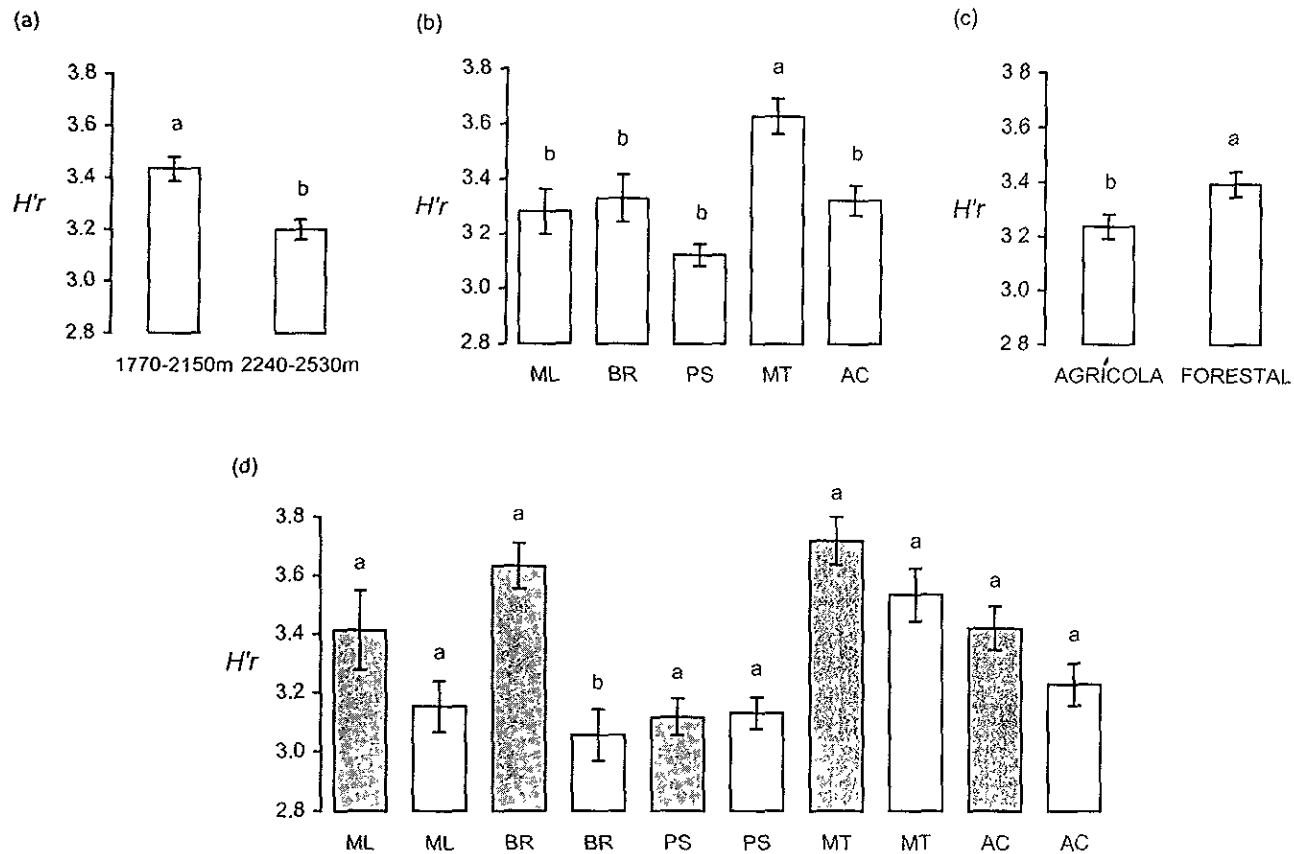 (a)
3.8
3.6
3.4
3.2
3.0
2.8
H'r
a
b
1770-2150m 2240-2530m
(b)
3.8
3.6
3.4
3.2
3.0
2.8
H'r
b
b
b
a
b
ML BR PS MT AC
(c)
3 8
3.6
3.4
3 2
3.0
2 8
H'r
b
a
AGRÍCOLA FORESTAL
(d)
3.8
3.6
3.4
3.2
3.0
2.8
H'r
a
a
a
b
a
a
a
a
a
a
ML ML BR BR PS PS MT MT AC AC